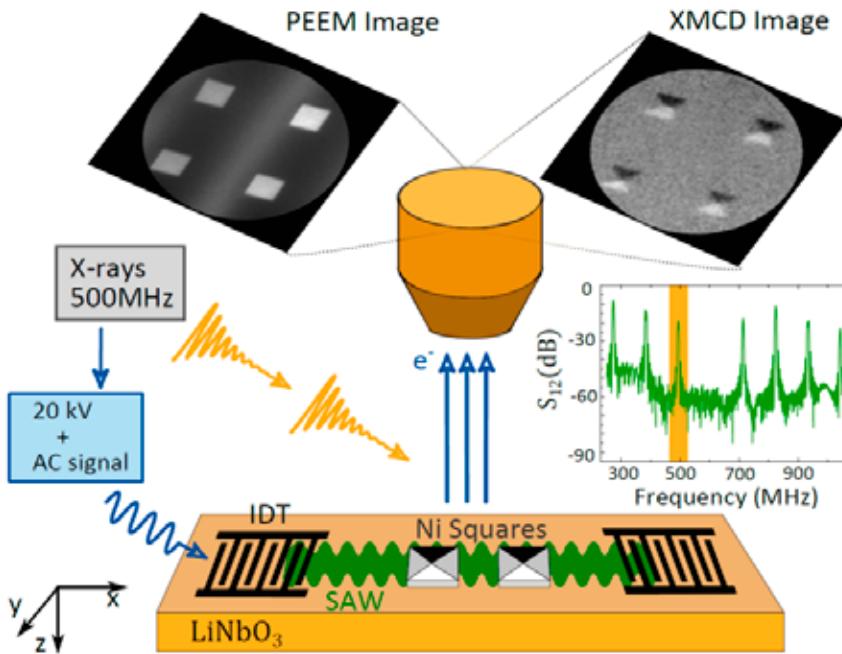 PEEM Image
XMCD Image
X-rays
500MHz
20 kV
+
AC signal
e⁻
S₁₂(dB)
0
-30
-60
-90
300
500
700
900
Frequency (MHz)
IDT
Ni Squares
SAW
LiNbO₃
x
y
z